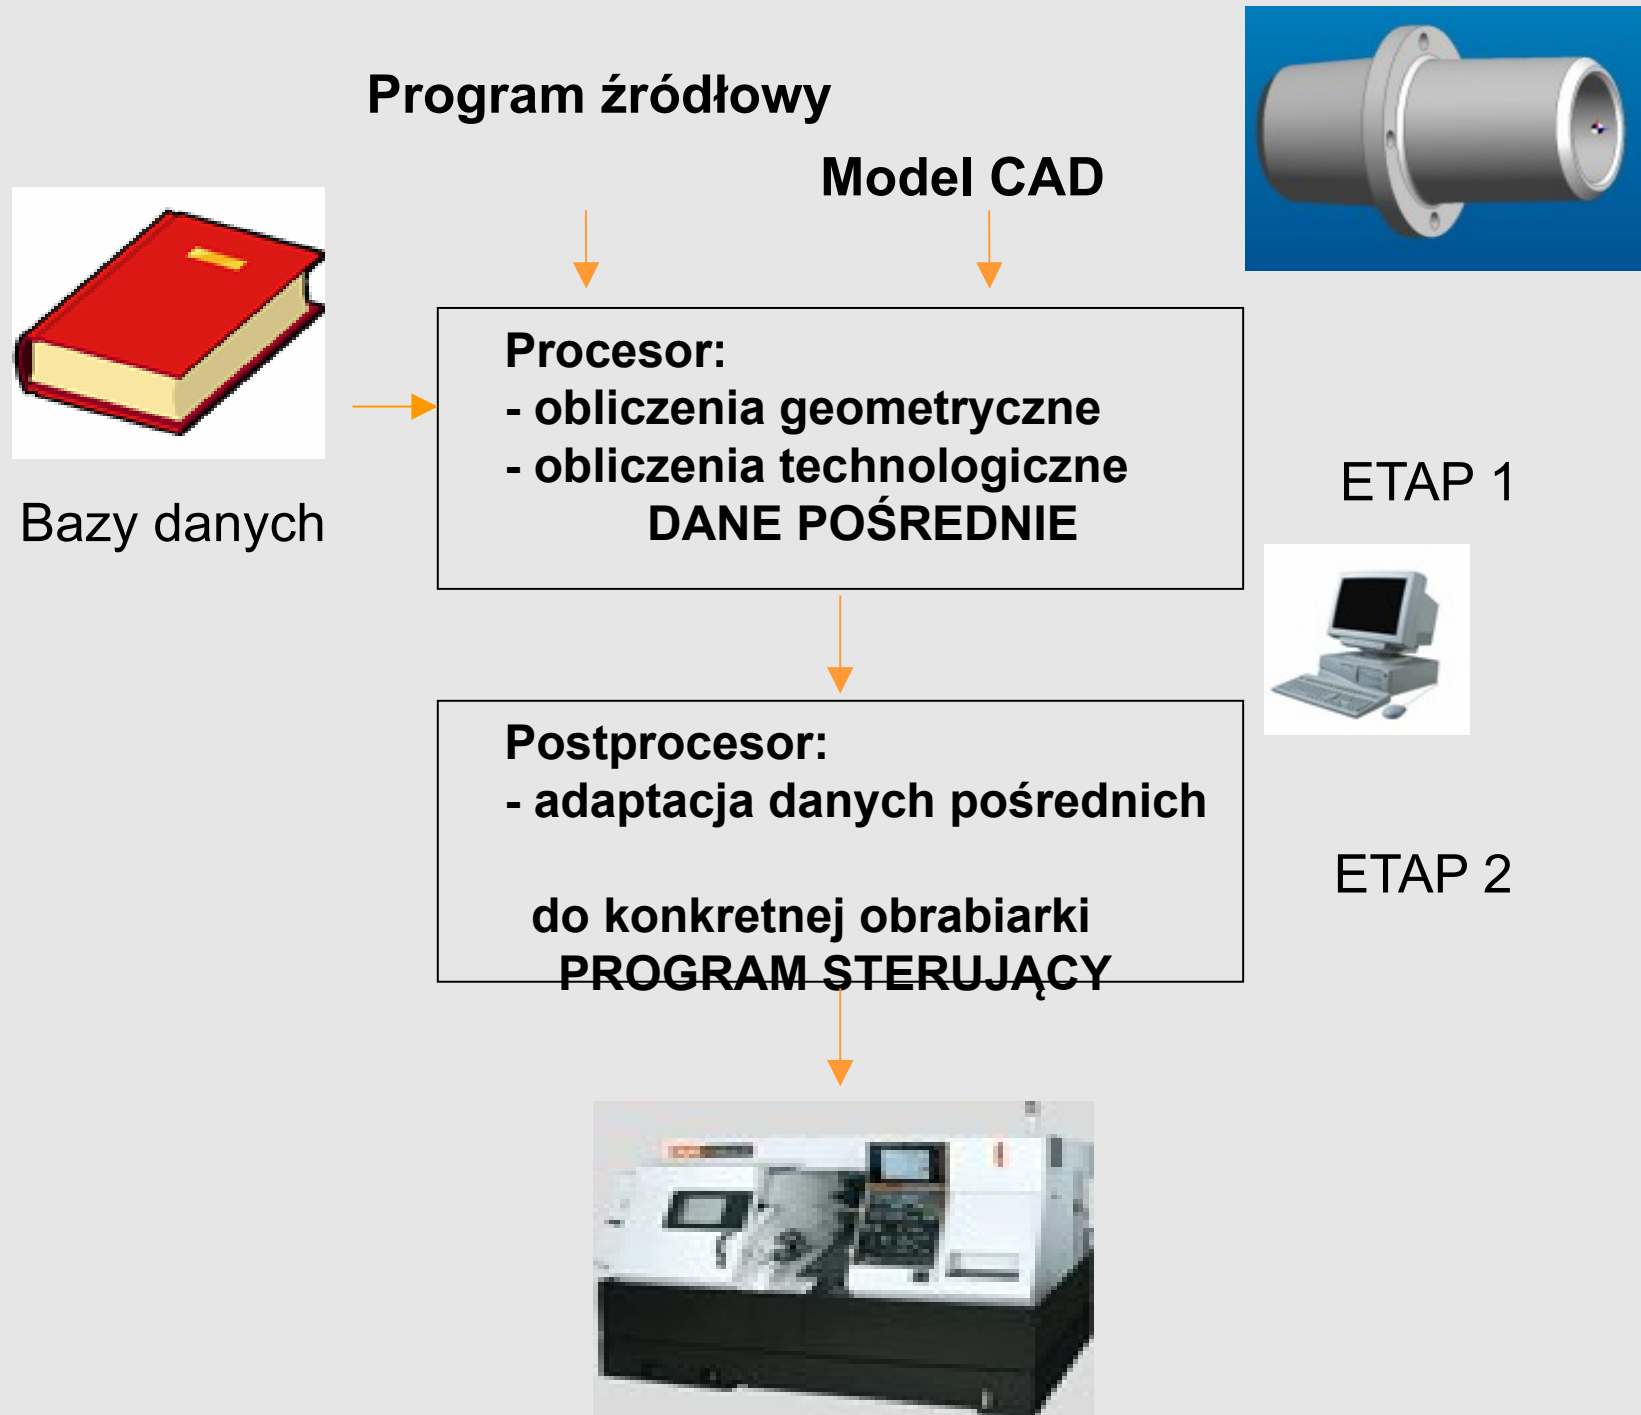 Program źródłowy
Model CAD
Procesor:
- obliczenia geometryczne
- obliczenia technologiczne
DANE POŚREDNIE
ETAP 1
Bazy danych
Postprocesor:
- adaptacja danych pośrednich
do konkretnej obrabiarki
PROGRAM STERUJĄCY
ETAP 2